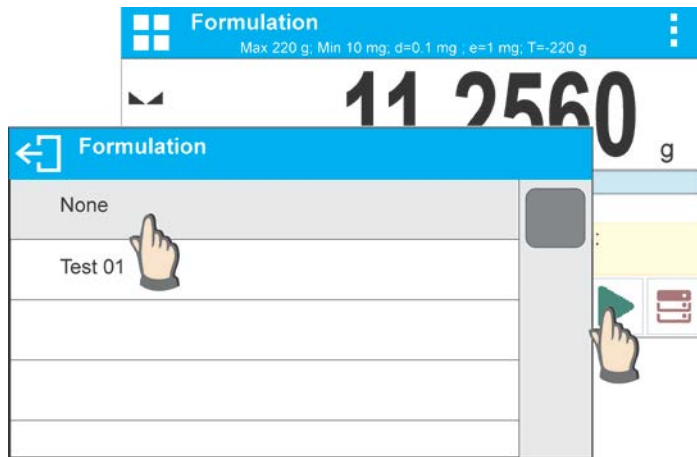 Formulation
Max 220 g; Min 10 mg; d=0.1 mg ; e=1 mg; T=-220 g
11.2560
g
Formulation
None
Test 01
: